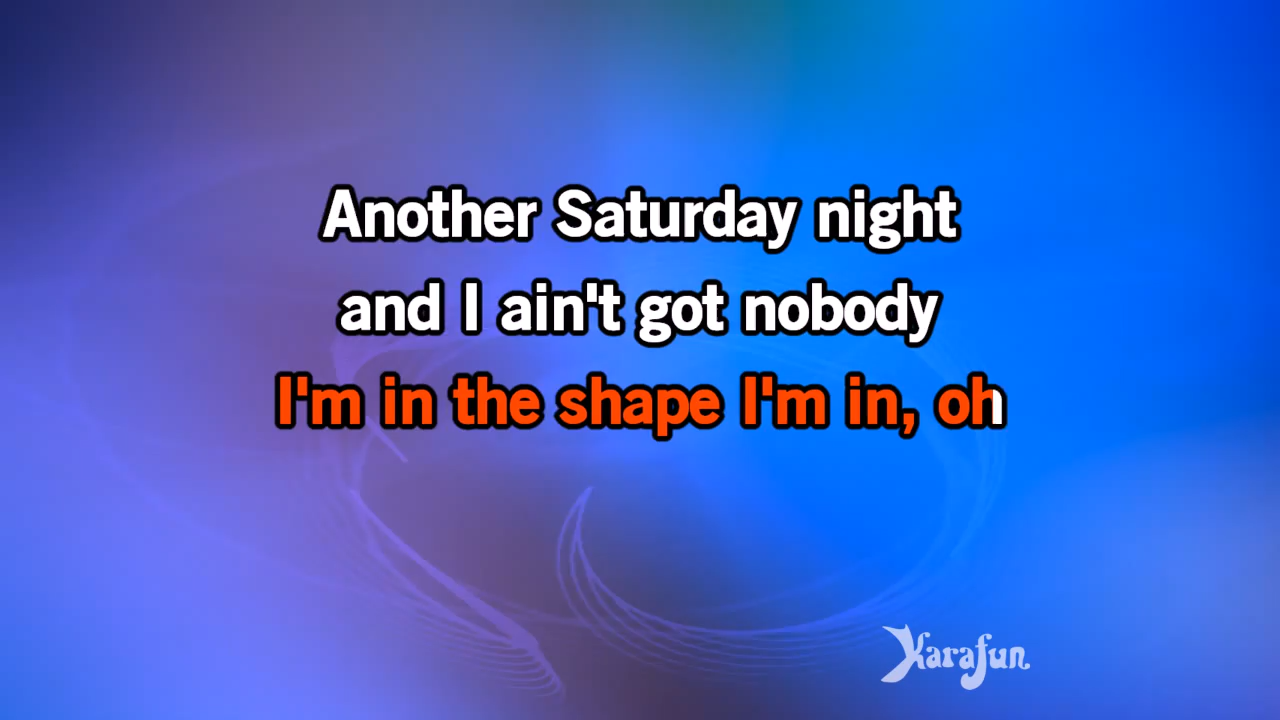 Another Saturday night
and I ain't got nobody
I'm in the shape I'm in, oh
Karafun